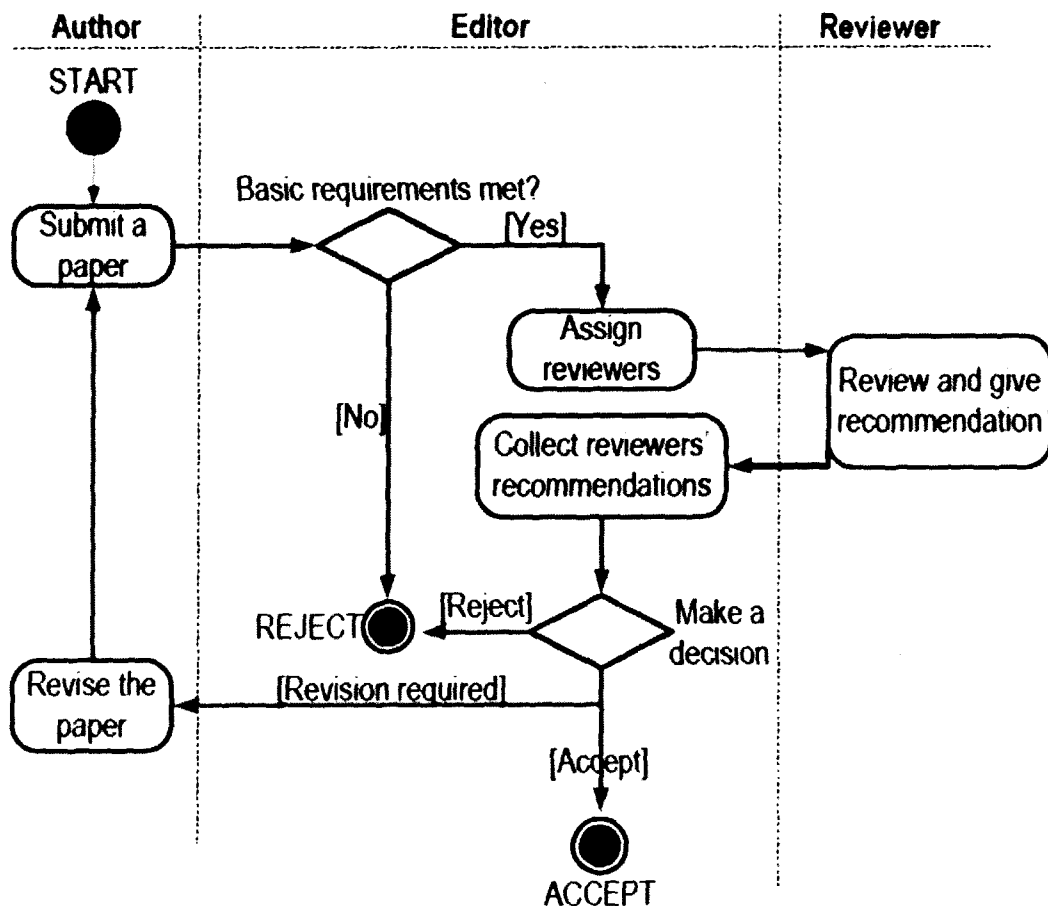 Author
Editor
Reviewer
START
Basic requirements met?
[Yes]
Submit a
paper
Assign
reviewers
Review and give
recommendation
[No]
Collect reviewers'
recommendations
REJECT
[Reject]
Make a
decision
Revise the
paper
[Revision required]
[Accept]
ACCEPT